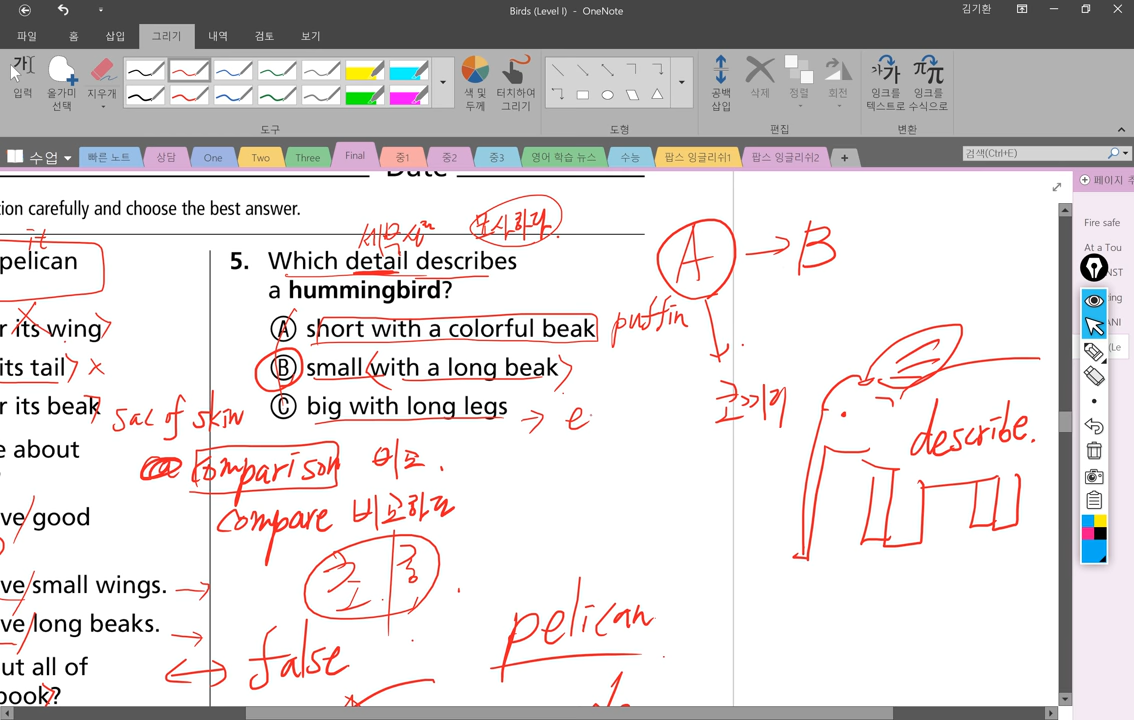 Birds (Level I) - OneNote
김기환
파일 홈 삽입 그리기 내역 검토 보기
입력
올가미
선택
지우개
색 및
두께
터치하여
그리기
공백
삽입
삭제
정렬
회전
잉크를
텍스트로
잉크를
수식으로
도구
도형
편집
변환
수업
빠른 노트
상담
One
Two
Three
Final
중1
중2
중3
영어 학습 뉴스
수능
팝스 잉글리쉬1
팝스 잉글리쉬2
검색(Ctrl+E)
페이지 추
Fire safe
At a Tou
NST
ing
ANI
(Le
Date
tion carefully and choose the best answer.
it
pelican
r its wing
its tail
r its beak
sac of skin
e about
ve good
ve small wings.
ve long beaks.
ut all of
book?
묘사하다
5. Which detail describes
a hummingbird?
A short with a colorful beak
B small with a long beak
C big with long legs
e
puffin
A → B
코끼리
describe.
comparison 비교.
compare 비교하다
false
pelican